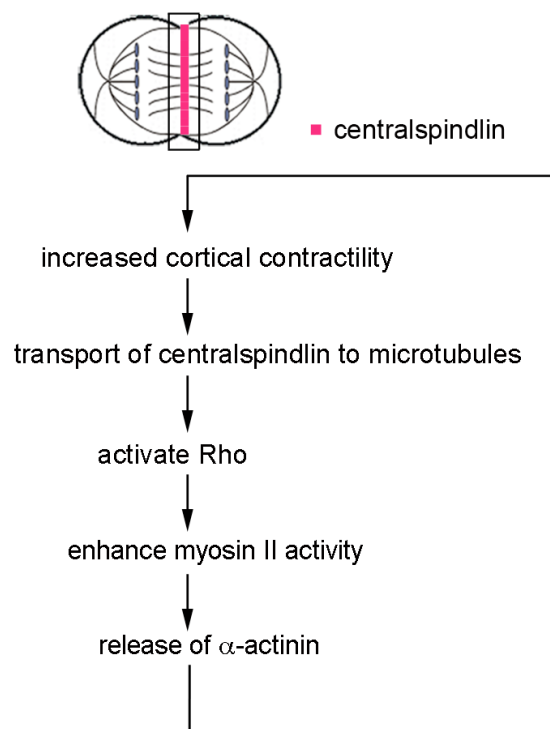 centralspindlin
increased cortical contractility
transport of centralspindlin to microtubules
activate Rho
enhance myosin II activity
release of α-actinin